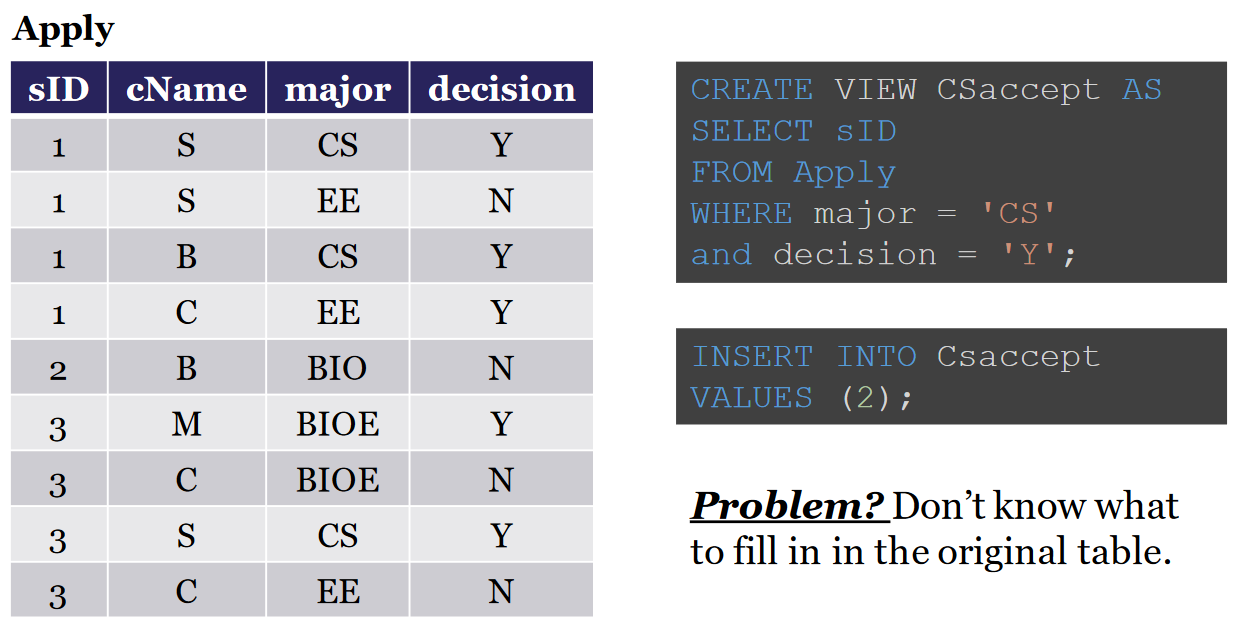 Apply
sID cName major decision
1 S CS Y
1 S EE N
1 B CS Y
1 C EE Y
2 B BIO N
3 M BIOE Y
3 C BIOE N
3 S CS Y
3 C EE N
CREATE VIEW CSaccept AS
SELECT sID
FROM Apply
WHERE major = 'CS'
and decision = 'Y';
INSERT INTO Csaccept
VALUES (2);
Problem? Don’t know what
to fill in in the original table.